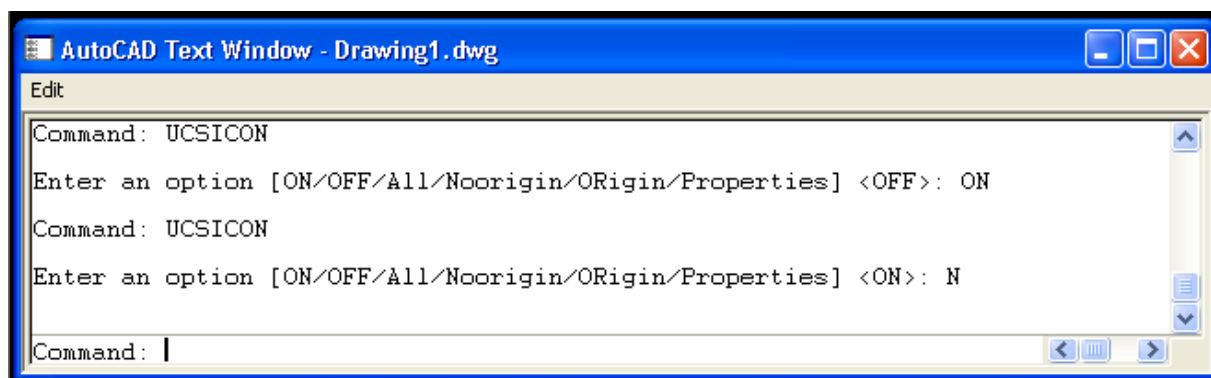 AutoCAD Text Window - Drawing1.dwg
Edit
Command: UCSICON
Enter an option [ON/OFF/All/Noorigin/ORigin/Properties] <OFF>: ON
Command: UCSICON
Enter an option [ON/OFF/All/Noorigin/ORigin/Properties] <ON>: N
Command: